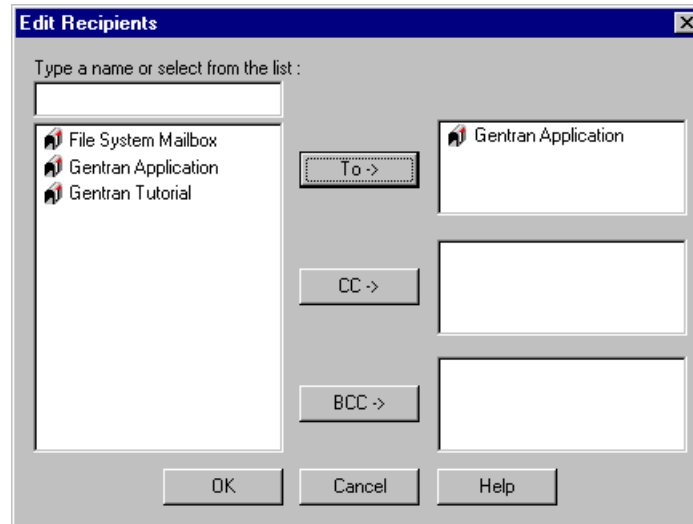 Edit Recipients
Type a name or select from the list :
File System Mailbox
Gentran Application
Gentran Tutorial
To ->
Gentran Application
CC ->
BCC ->
OK
Cancel
Help